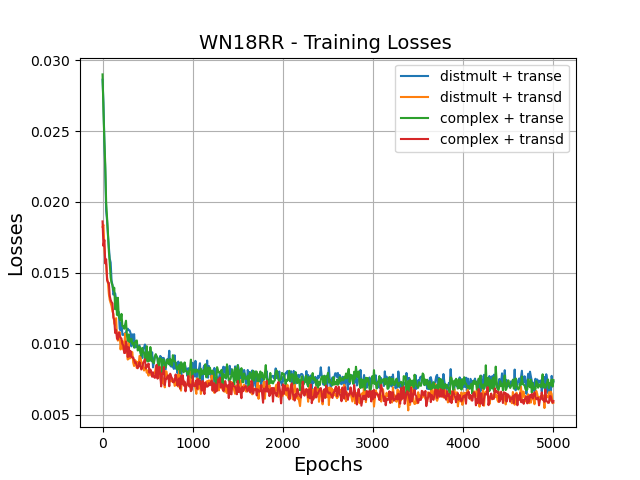 WN18RR - Training Losses
distmult + transe
distmult + transd
complex + transe
complex + transd
Losses
0.030
0.025
0.020
0.015
0.010
0.005
0 1000 2000 3000 4000 5000
Epochs